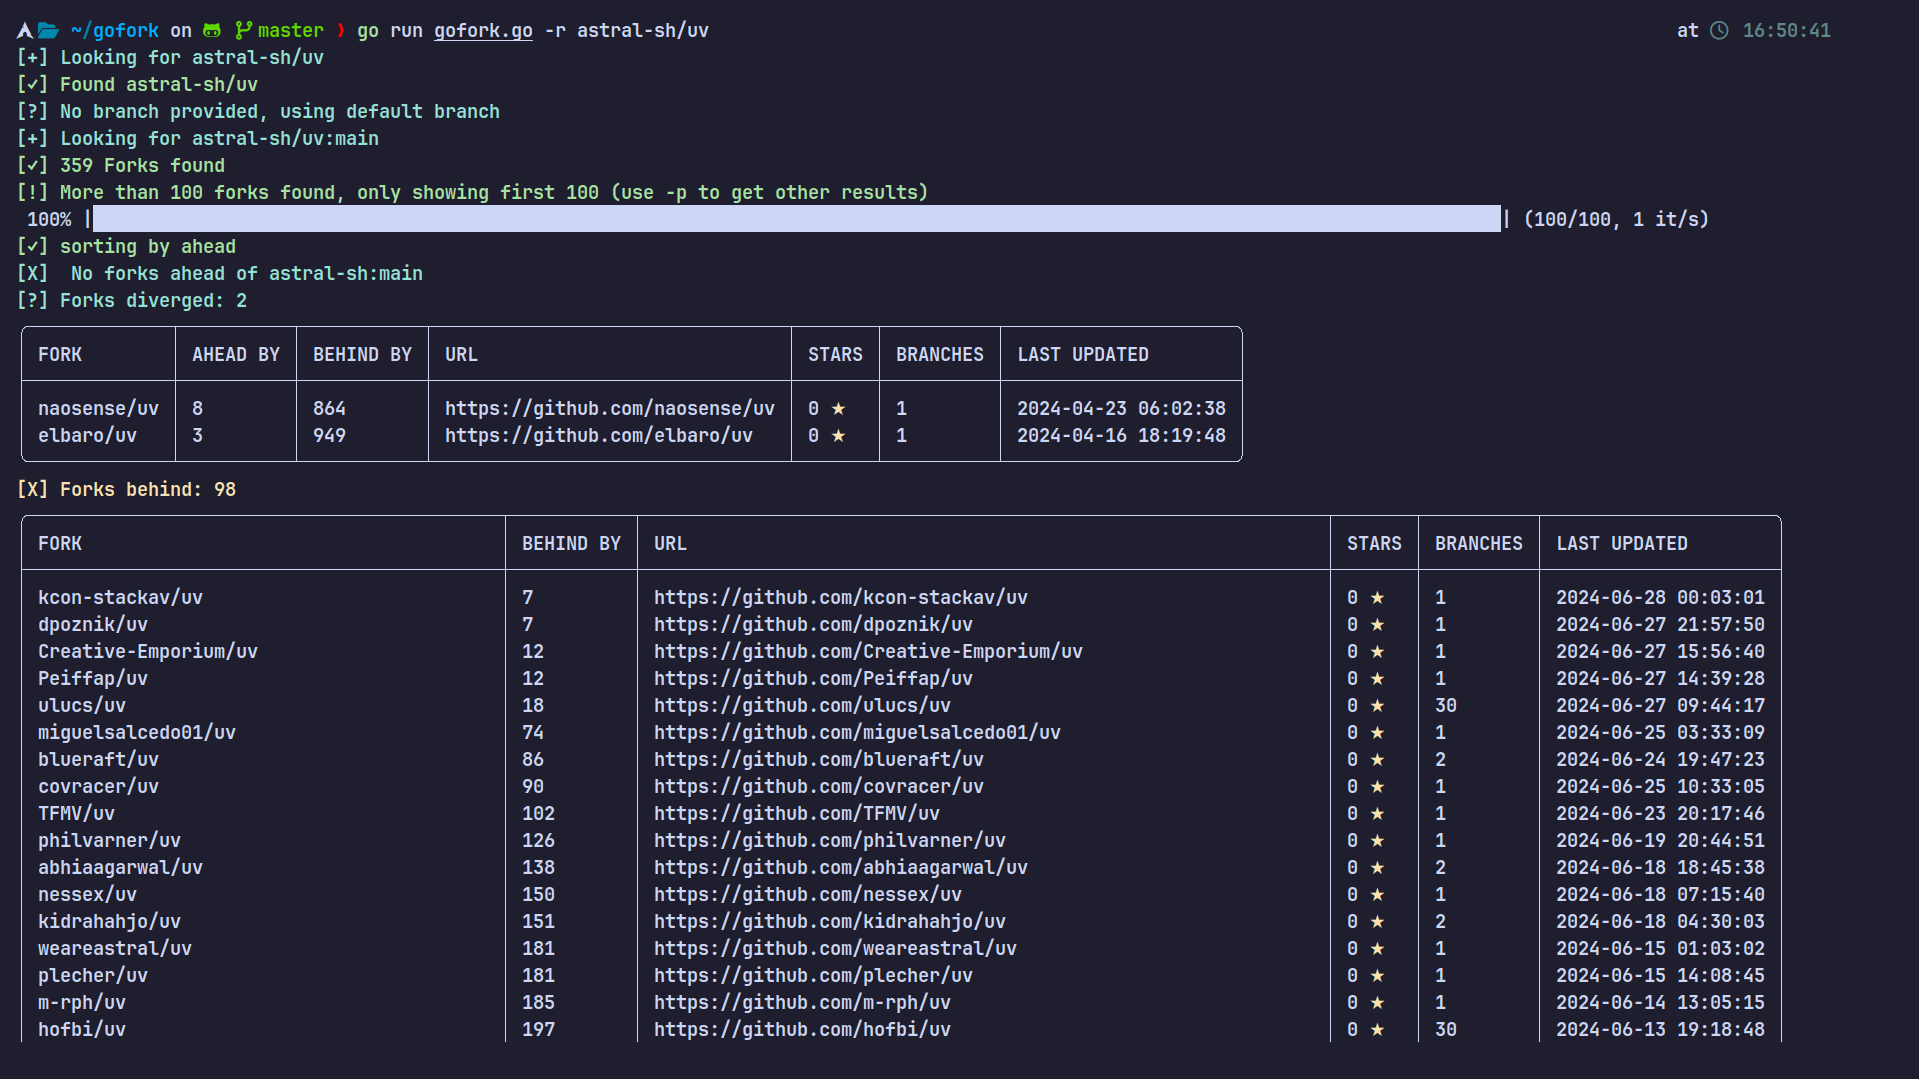 ~/gofork on master ❯ go run gofork.go -r astral-sh/uv at 16:50:41
[+] Looking for astral-sh/uv
[✓] Found astral-sh/uv
[?] No branch provided, using default branch
[+] Looking for astral-sh/uv:main
[✓] 359 Forks found
[!] More than 100 forks found, only showing first 100 (use -p to get other results)
100% | | (100/100, 1 it/s)
[✓] sorting by ahead
[X]  No forks ahead of astral-sh:main
[?] Forks diverged: 2
FORK AHEAD BY BEHIND BY URL STARS BRANCHES LAST UPDATED
naosense/uv 8 864 https://github.com/naosense/uv 0 ★ 1 2024-04-23 06:02:38
elbaro/uv 3 949 https://github.com/elbaro/uv 0 ★ 1 2024-04-16 18:19:48
[X] Forks behind: 98
FORK BEHIND BY URL STARS BRANCHES LAST UPDATED
kcon-stackav/uv 7 https://github.com/kcon-stackav/uv 0 ★ 1 2024-06-28 00:03:01
dpoznik/uv 7 https://github.com/dpoznik/uv 0 ★ 1 2024-06-27 21:57:50
Creative-Emporium/uv 12 https://github.com/Creative-Emporium/uv 0 ★ 1 2024-06-27 15:56:40
Peiffap/uv 12 https://github.com/Peiffap/uv 0 ★ 1 2024-06-27 14:39:28
ulucs/uv 18 https://github.com/ulucs/uv 0 ★ 30 2024-06-27 09:44:17
miguelsalcedo01/uv 74 https://github.com/miguelsalcedo01/uv 0 ★ 1 2024-06-25 03:33:09
blueraft/uv 86 https://github.com/blueraft/uv 0 ★ 2 2024-06-24 19:47:23
covracer/uv 90 https://github.com/covracer/uv 0 ★ 1 2024-06-25 10:33:05
TFMV/uv 102 https://github.com/TFMV/uv 0 ★ 1 2024-06-23 20:17:46
philvarner/uv 126 https://github.com/philvarner/uv 0 ★ 1 2024-06-19 20:44:51
abhiaagarwal/uv 138 https://github.com/abhiaagarwal/uv 0 ★ 2 2024-06-18 18:45:38
nessex/uv 150 https://github.com/nessex/uv 0 ★ 1 2024-06-18 07:15:40
kidrahahjo/uv 151 https://github.com/kidrahahjo/uv 0 ★ 2 2024-06-18 04:30:03
weareastral/uv 181 https://github.com/weareastral/uv 0 ★ 1 2024-06-15 01:03:02
plecher/uv 181 https://github.com/plecher/uv 0 ★ 1 2024-06-15 14:08:45
m-rph/uv 185 https://github.com/m-rph/uv 0 ★ 1 2024-06-14 13:05:15
hofbi/uv 197 https://github.com/hofbi/uv 0 ★ 30 2024-06-13 19:18:48